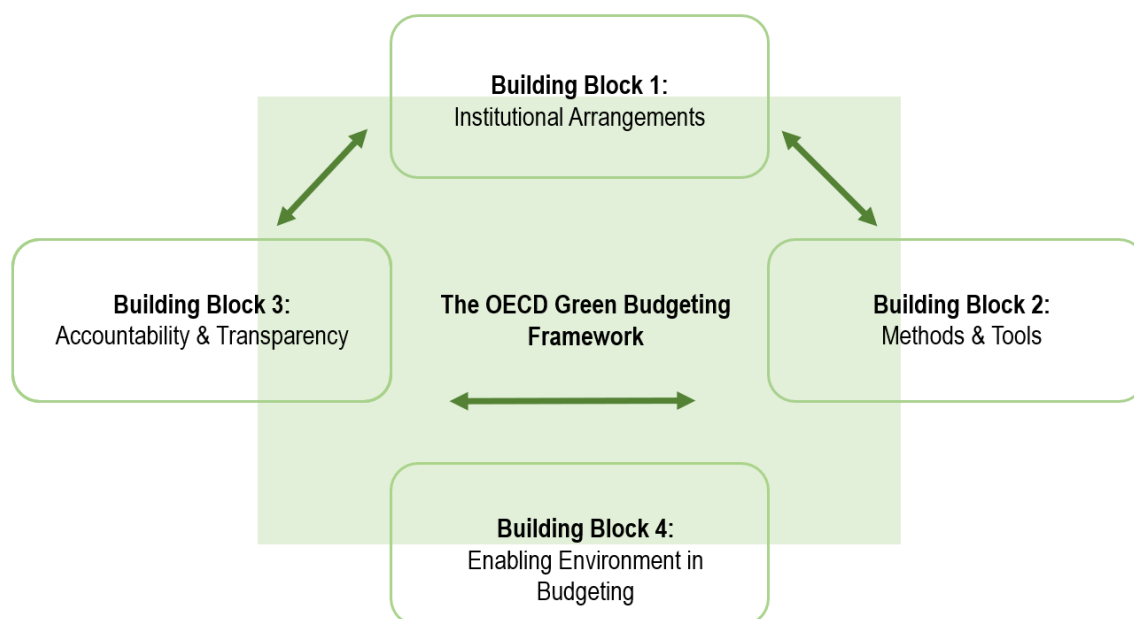 Building Block 1:
Institutional Arrangements
Building Block 3:
Accountability & Transparency
The OECD Green Budgeting
Framework
Building Block 2:
Methods & Tools
Building Block 4:
Enabling Environment in
Budgeting